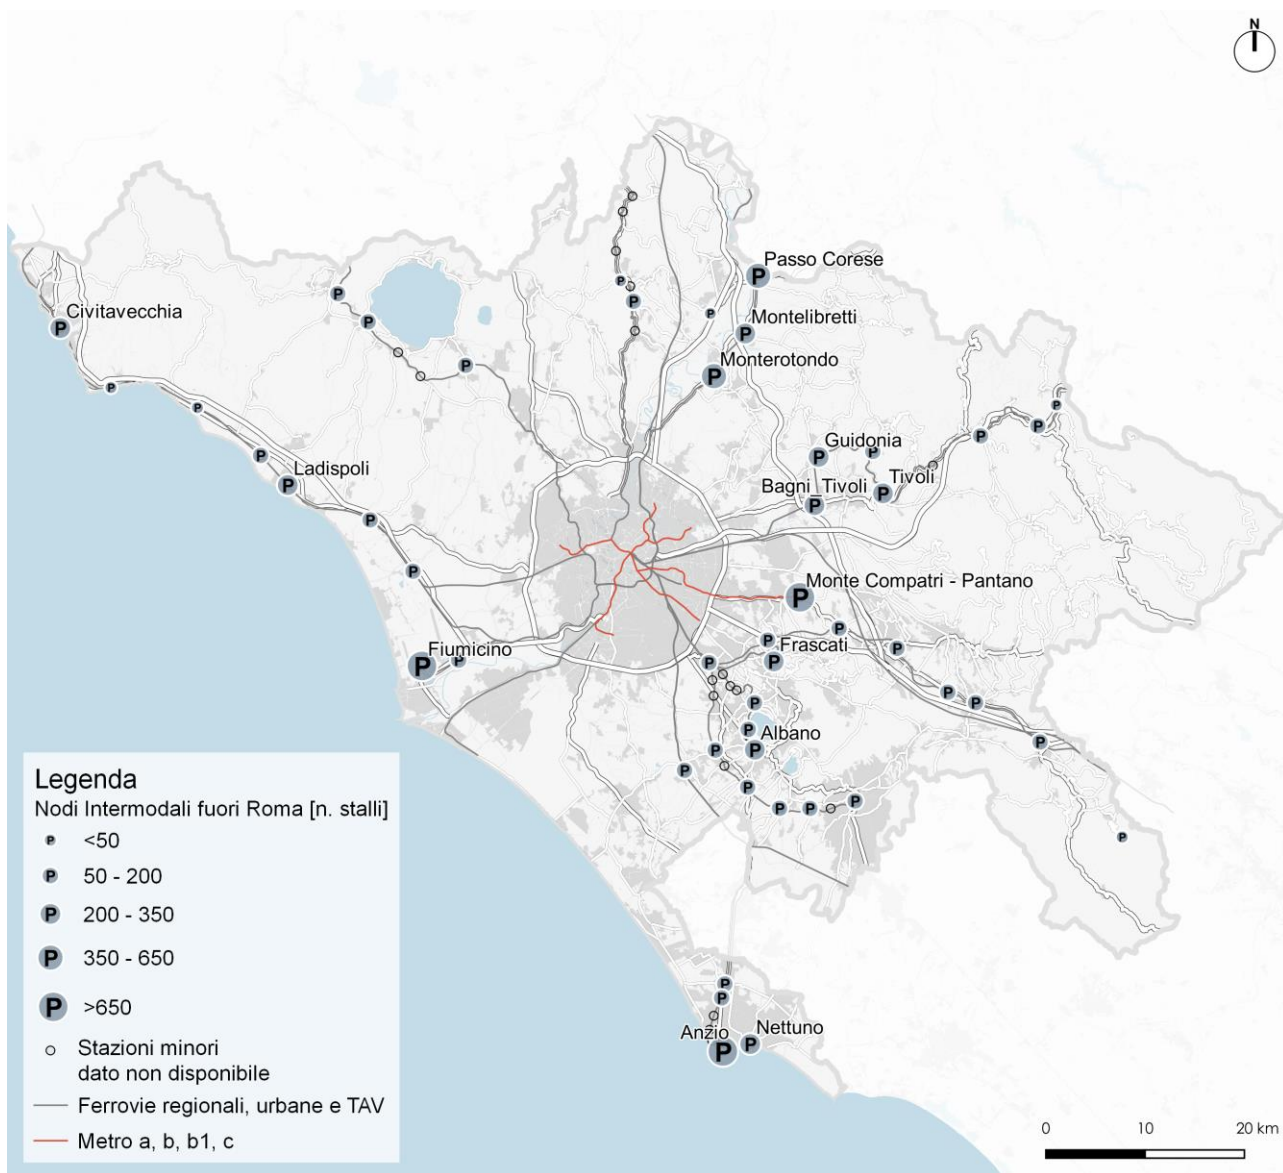 N
Passo Corese
Civitavecchia
Montelibretti
Monterotondo
Guidonia
Ladispoli
Bagni_Tivoli
Tivoli
Monte Compatri - Pantano
Fiumicino
Frascati
Albano
Legenda
Nodi Intermodali fuori Roma [n. stalli]
P <50
P 50 - 200
P 200 - 350
P 350 - 650
P >650
Stazioni minori
dato non disponibile
Ferrovie regionali, urbane e TAV
Metro a, b, b1, c
Anzio
Nettuno
0 10 20 km